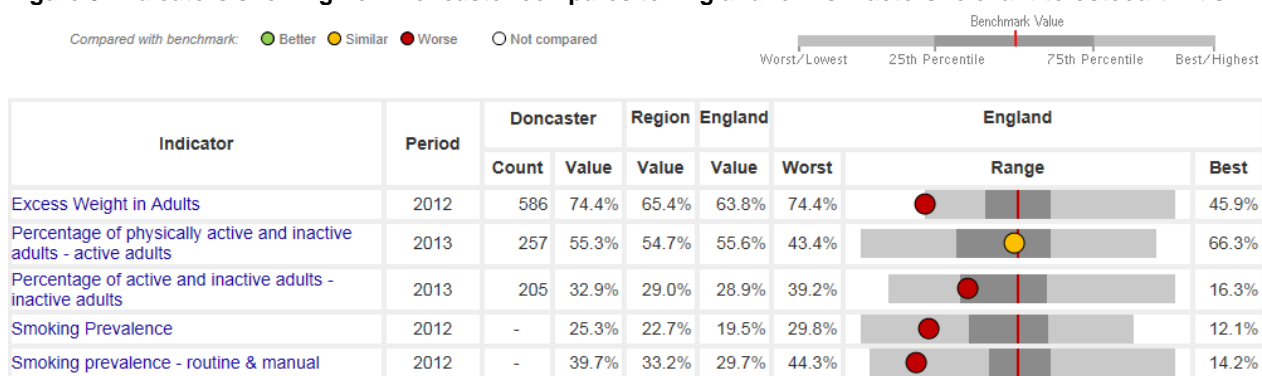 Compared with benchmark: Better Similar Worse Not compared
Benchmark Value
Worst/Lowest 25th Percentile 75th Percentile Best/Highest
Indicator Period Doncaster Region England England
Count Value Value Value Worst Range Best
Excess Weight in Adults 2012 586 74.4% 65.4% 63.8% 74.4% 45.9%
Percentage of physically active and inactive
adults - active adults 2013 257 55.3% 54.7% 55.6% 43.4% 66.3%
Percentage of active and inactive adults -
inactive adults 2013 205 32.9% 29.0% 28.9% 39.2% 16.3%
Smoking Prevalence 2012 - 25.3% 22.7% 19.5% 29.8% 12.1%
Smoking prevalence - routine & manual 2012 - 39.7% 33.2% 29.7% 44.3% 14.2%